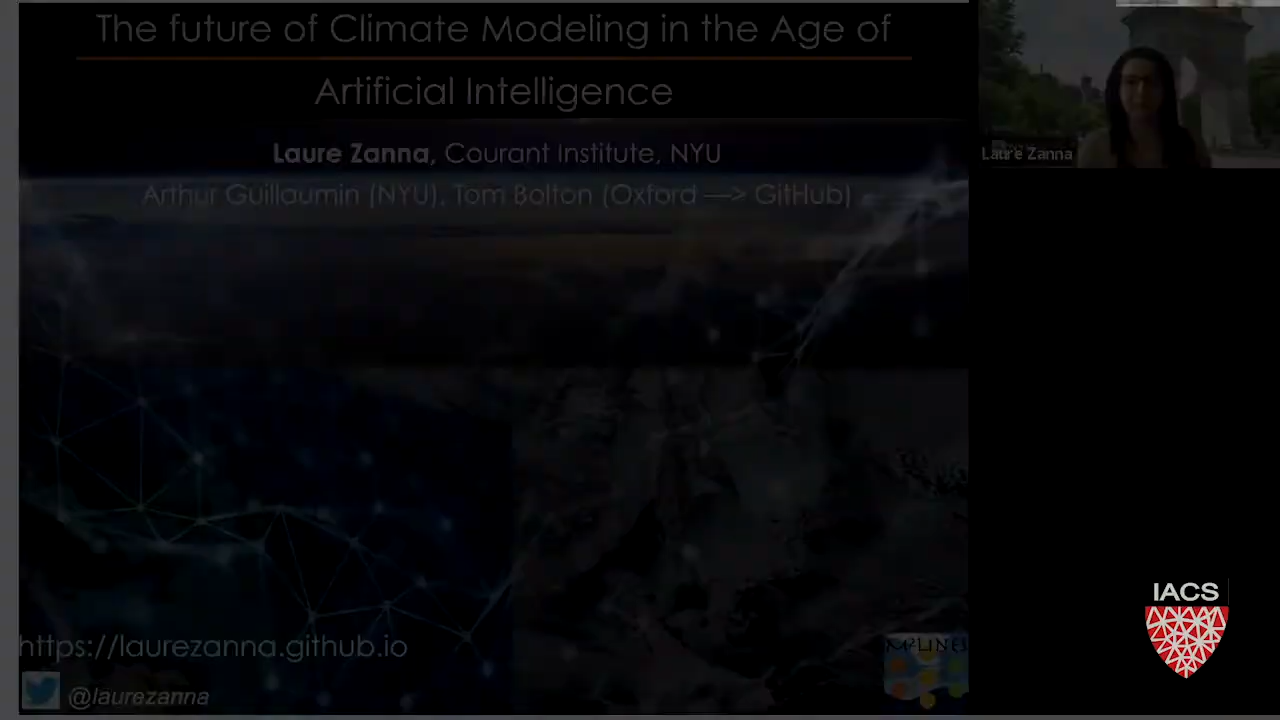 The future of Climate Modeling in the Age of
Artificial Intelligence
Laure Zanna, Courant Institute, NYU
Arthur Guillaumin (NYU), Tom Bolton (Oxford —> GitHub)
Laure Zanna
IACS
https://laurezanna.github.io
M²LINES
@laurezanna